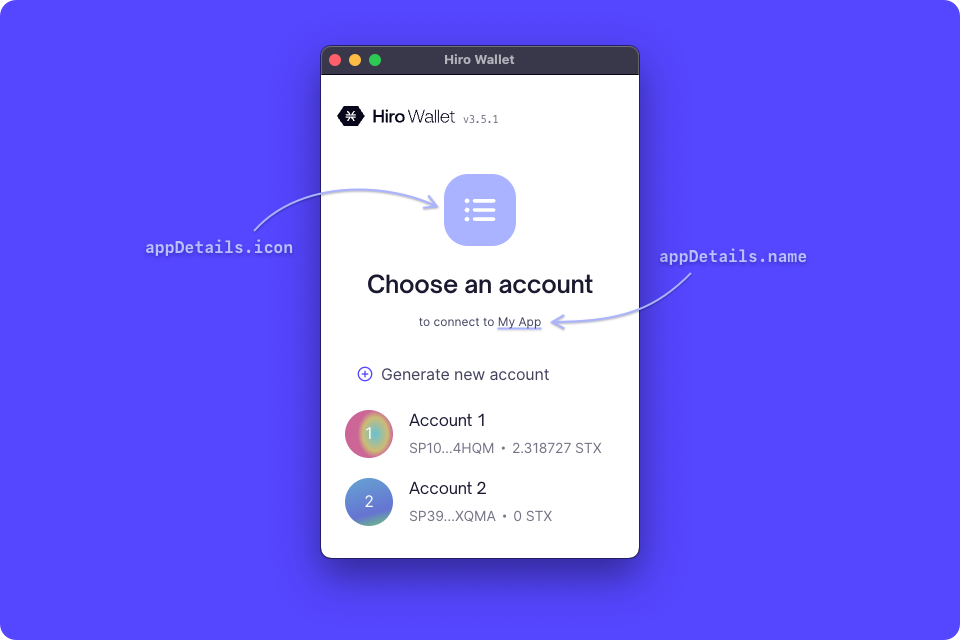 Hiro Wallet
Hiro Wallet v3.5.1
appDetails.icon
appDetails.name
Choose an account
to connect to My App
Generate new account
1
Account 1
SP10...4HQM • 2.318727 STX
2
Account 2
SP39...XQMA • 0 STX